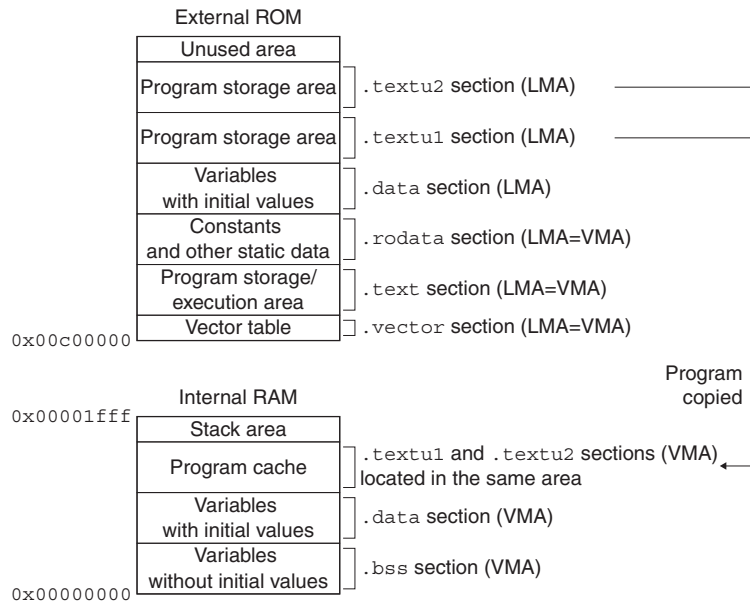 External ROM
Unused area
Program storage area
.textu2 section (LMA)
Program storage area
.textu1 section (LMA)
Variables
with initial values
.data section (LMA)
Constants
and other static data
.rodata section (LMA=VMA)
Program storage/
execution area
.text section (LMA=VMA)
Vector table
.vector section (LMA=VMA)
0x00c00000
Program
copied
Internal RAM
0x00001fff
Stack area
Program cache
.textu1 and .textu2 sections (VMA)
located in the same area
Variables
with initial values
.data section (VMA)
Variables
without initial values
.bss section (VMA)
0x00000000